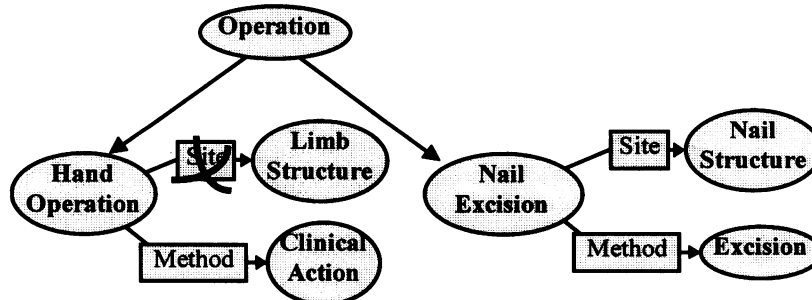 Operation
Site
Limb
Structure
Hand
Operation
Method
Clinical
Action
Site
Nail
Structure
Nail
Excision
Method
Excision